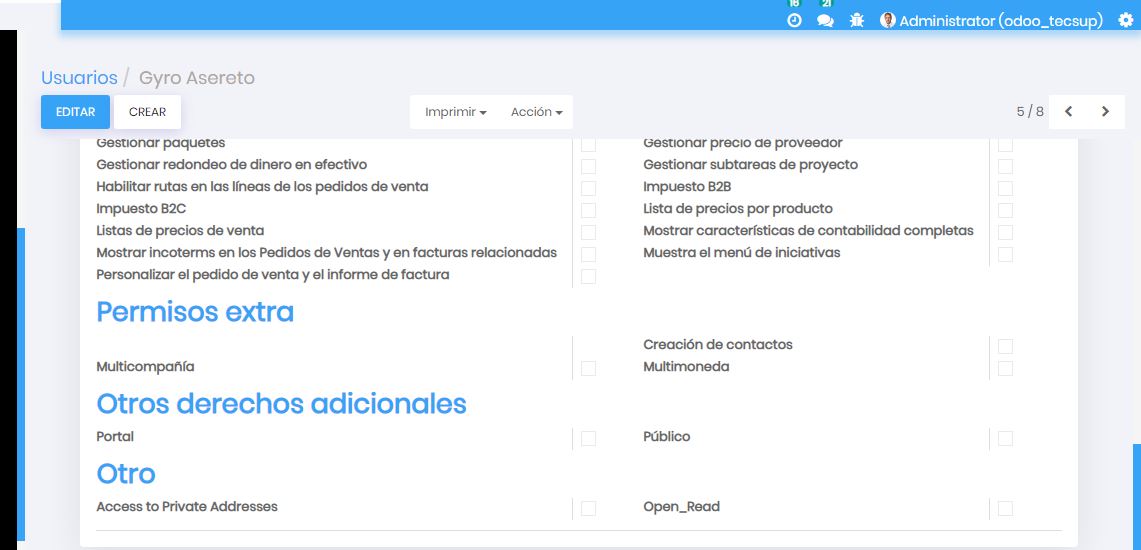 16 21
Administrator (odoo_tecsup)
Usuarios / Gyro Asereto
EDITAR CREAR Imprimir Acción 5 / 8
Gestionar paquetes Gestionar precio de proveedor
Gestionar redondeo de dinero en efectivo Gestionar subtareas de proyecto
Habilitar rutas en las líneas de los pedidos de venta Impuesto B2B
Impuesto B2C Lista de precios por producto
Listas de precios de venta Mostrar características de contabilidad completas
Mostrar incoterms en los Pedidos de Ventas y en facturas relacionadas Muestra el menú de iniciativas
Personalizar el pedido de venta y el informe de factura
Permisos extra
Creación de contactos
Multicompañía Multimoneda
Otros derechos adicionales
Portal Público
Otro
Access to Private Addresses Open_Read